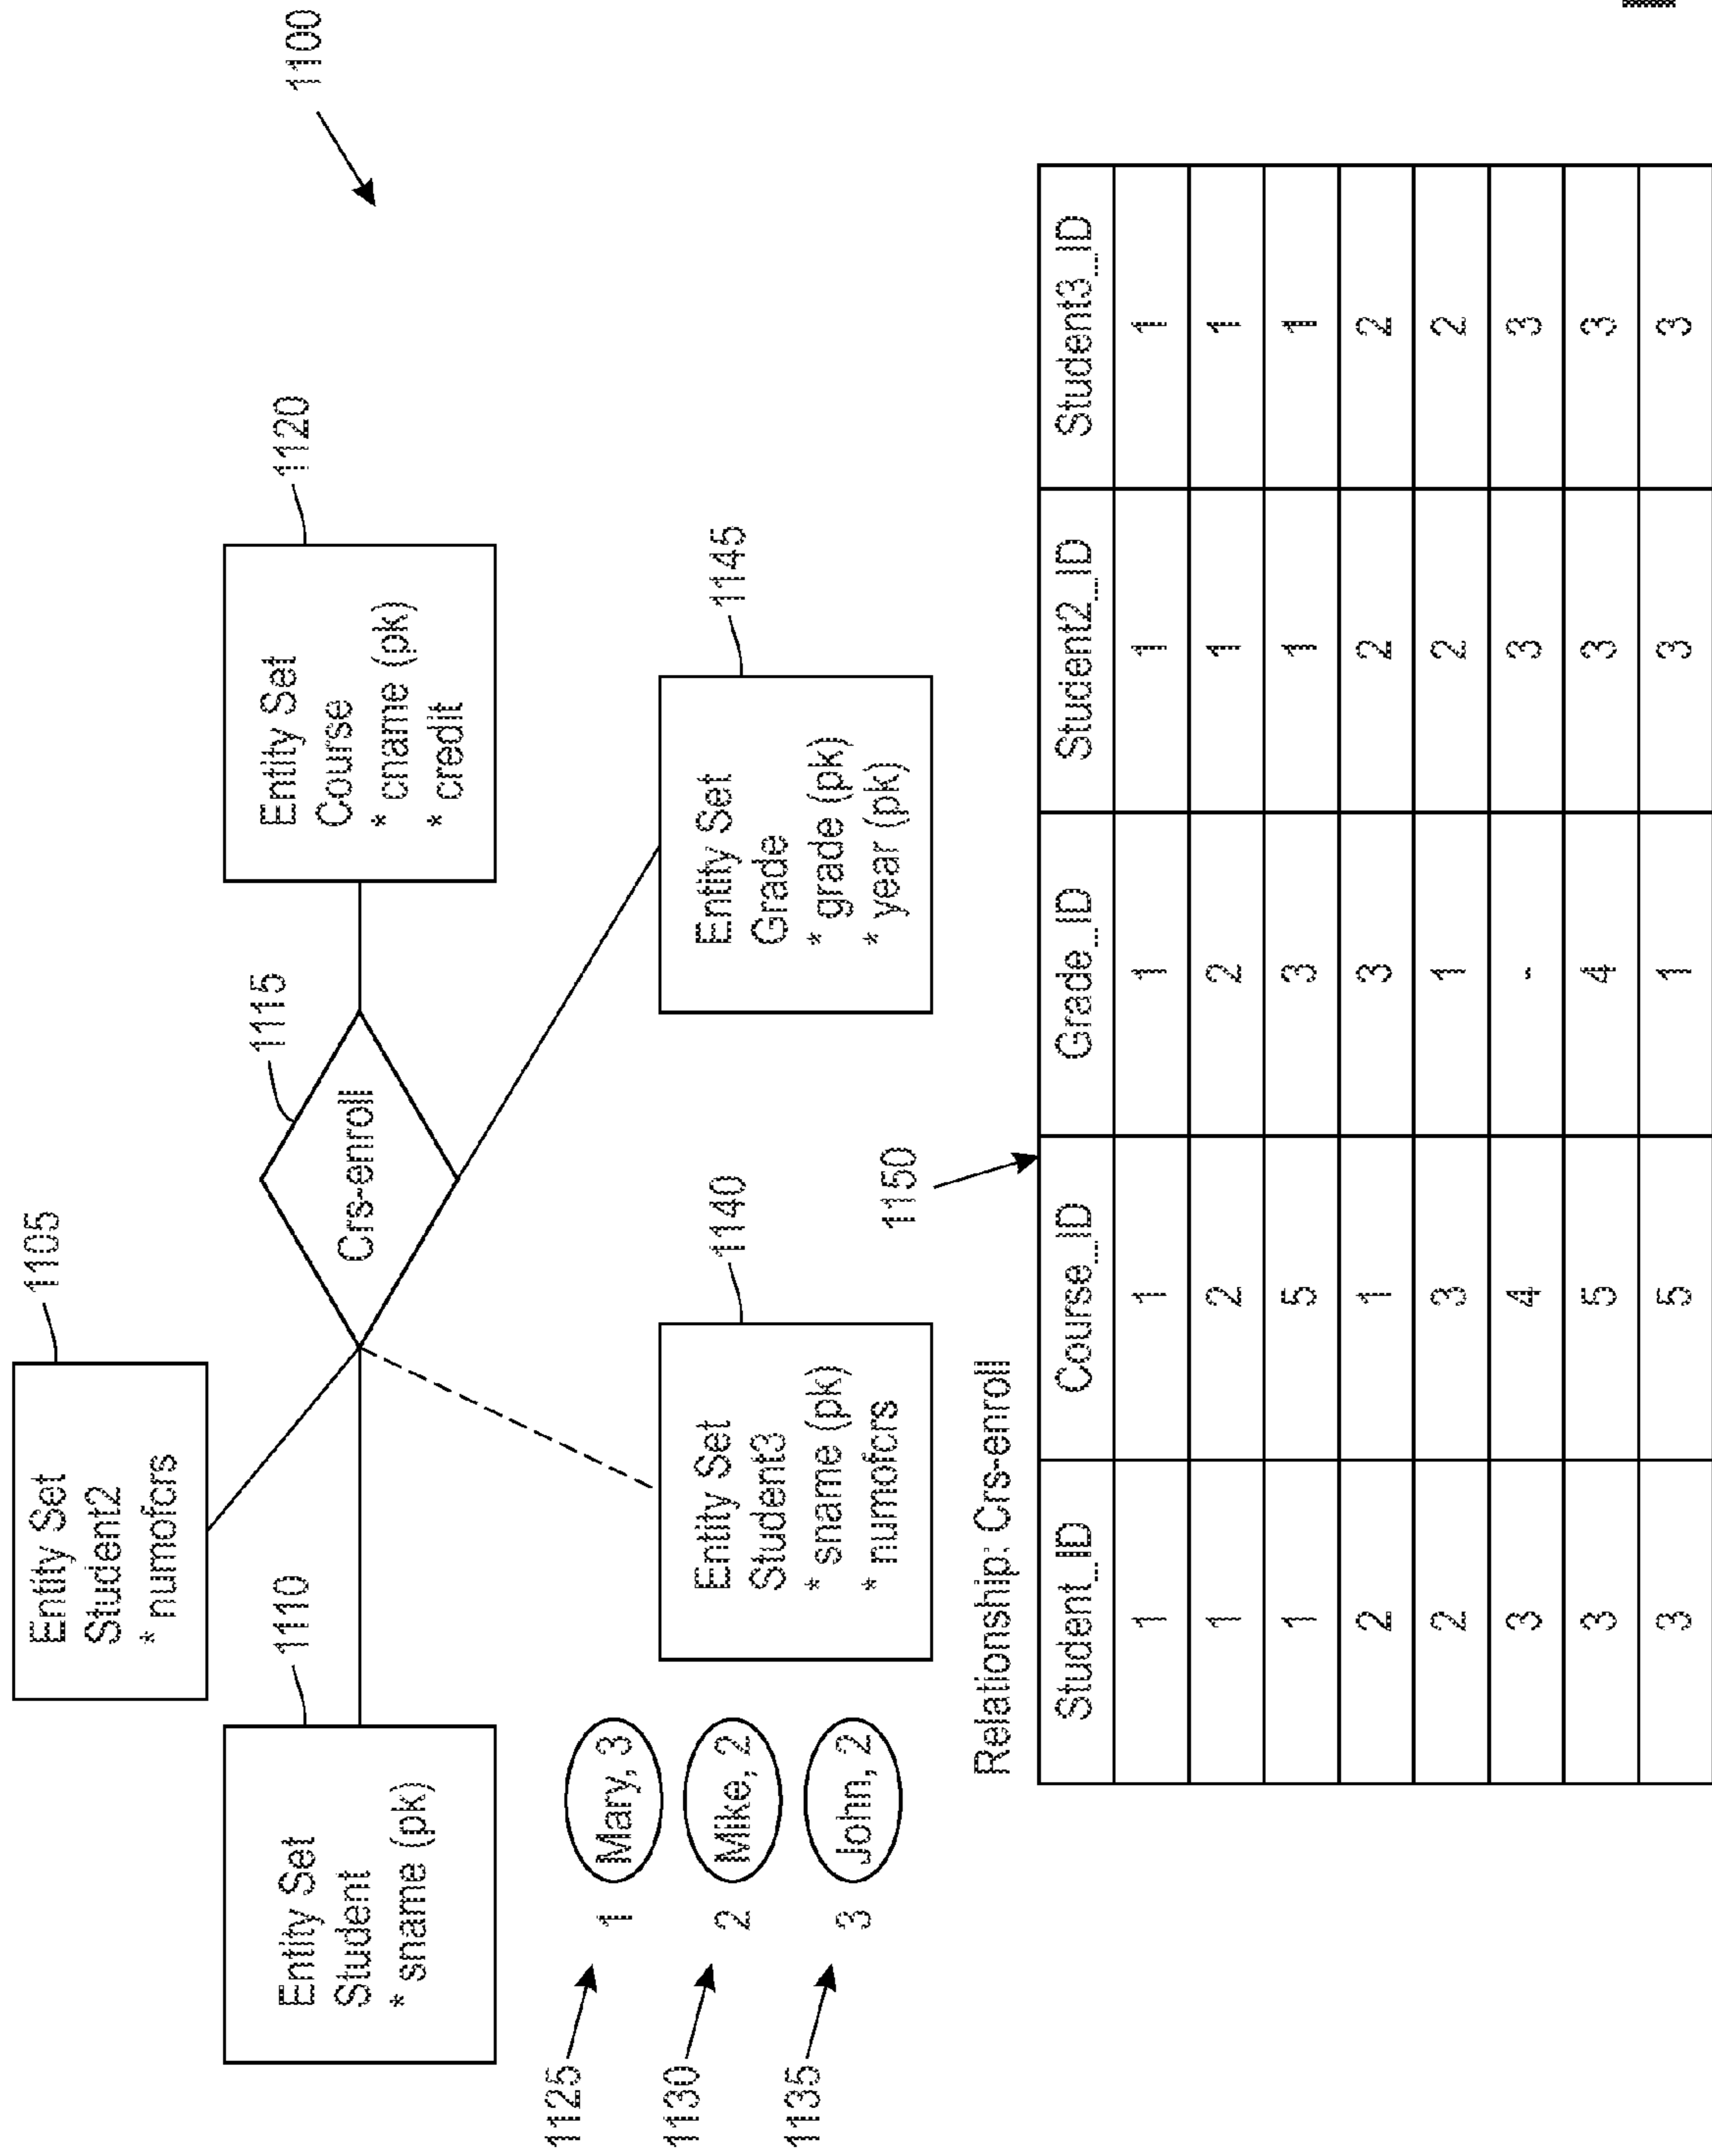 1100
1105
Entity Set
Student2
* numofcrs
1110
Entity Set
Student
* sname (pk)
1115
Crs-enroll
1120
Entity Set
Course
* cname (pk)
* credit
1125
1 Mary, 3
1130
2 Mike, 2
1135
3 John, 2
1140
Entity Set
Student3
* sname (pk)
* numofcrs
1145
Entity Set
Grade
* grade (pk)
* year (pk)
1150
Relationship: Crs-enroll
Student_ID Course_ID Grade_ID Student2_ID Student3_ID
1 1 1 1 1
1 2 2 1 1
1 5 3 1 1
2 1 3 2 2
2 3 1 2 2
3 4 - 3 3
3 5 4 3 3
3 5 1 3 3